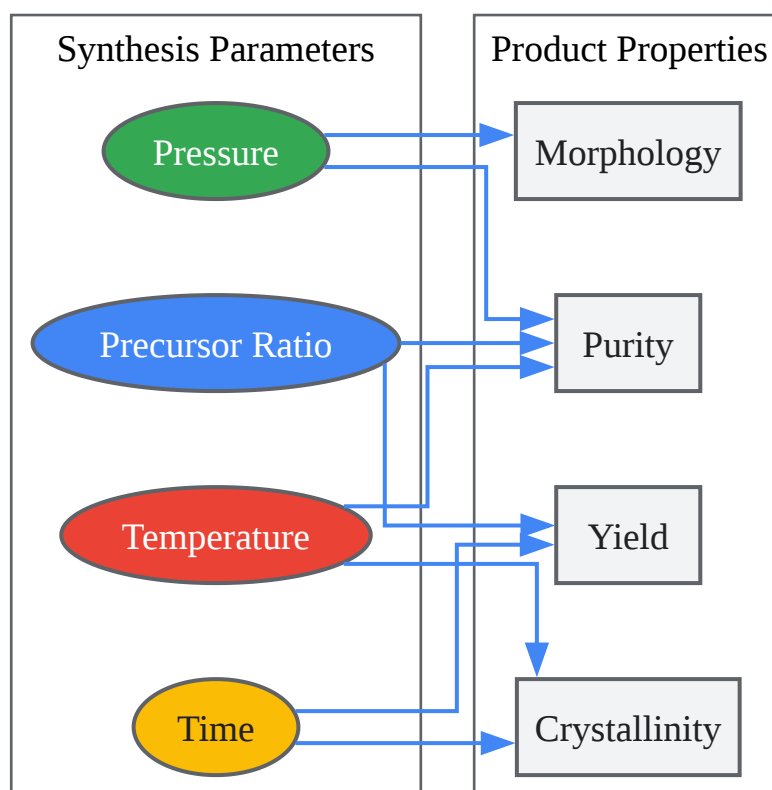 Synthesis Parameters
Product Properties
Pressure
Morphology
Precursor Ratio
Purity
Temperature
Yield
Time
Crystallinity